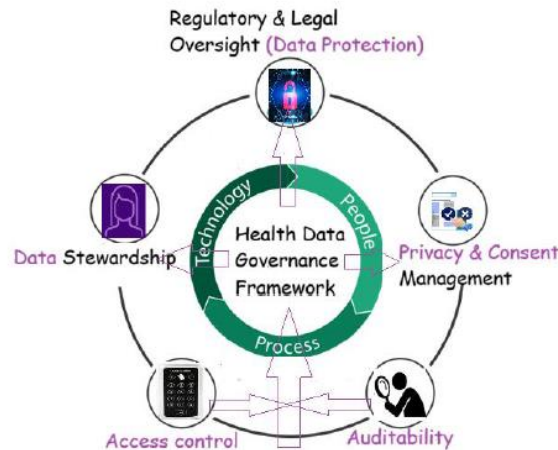 Regulatory & Legal
Oversight (Data Protection)
Technology
People
Health Data
Governance
Framework
Data Stewardship
Privacy & Consent
Management
Process
Access control
Auditability